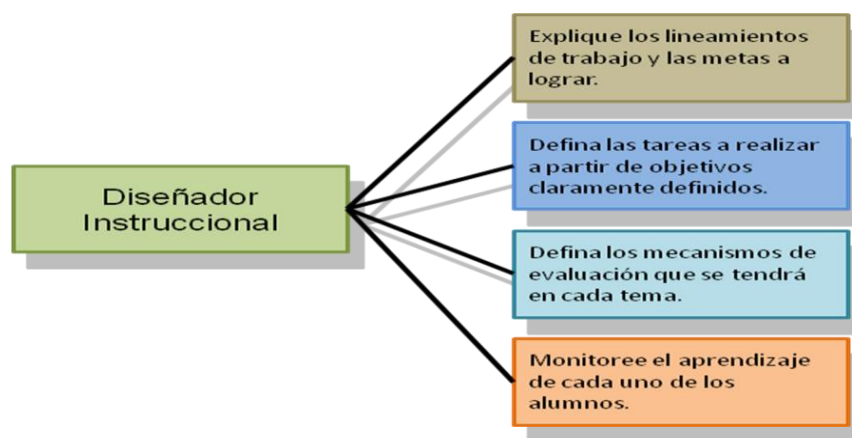 Diseñador
Instruccional
Explique los lineamientos
de trabajo y las metas a
lograr.
Defina las tareas a realizar
a partir de objetivos
claramente definidos.
Defina los mecanismos de
evaluación que se tendrá
en cada tema.
Monitoree el aprendizaje
de cada uno de los
alumnos.